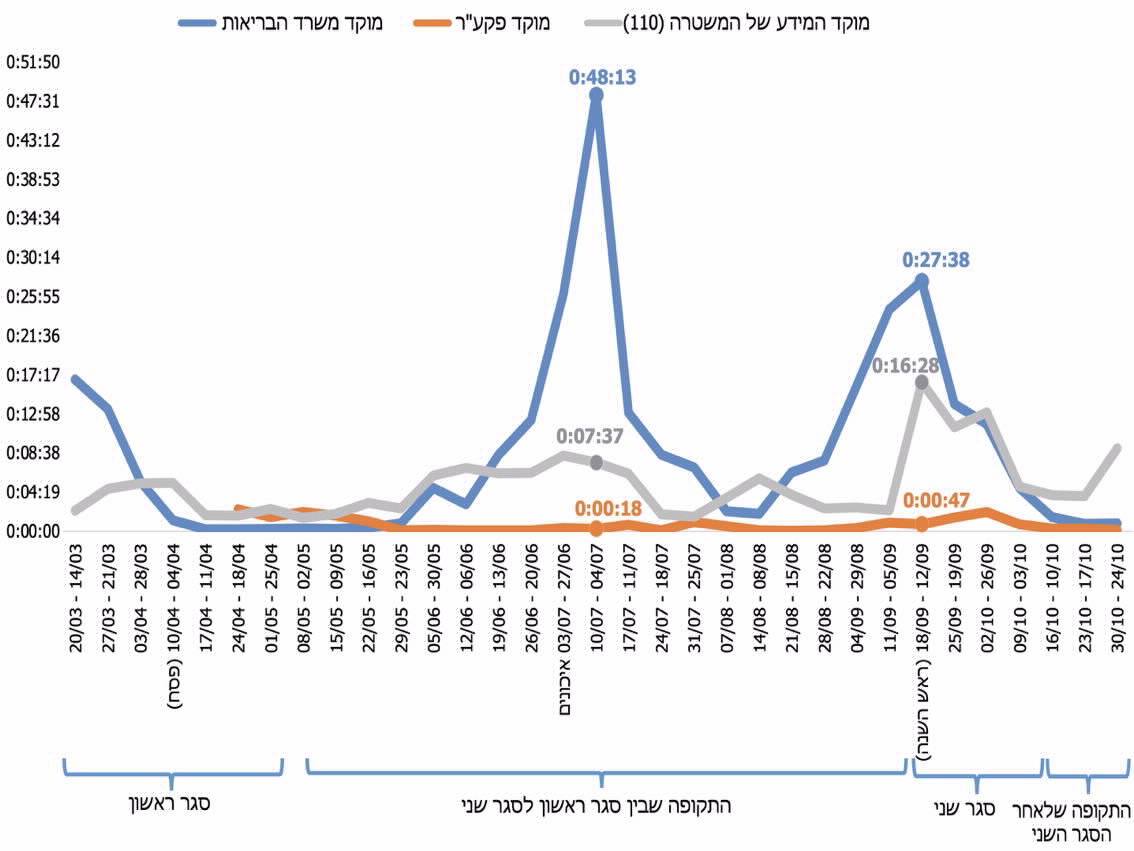 מוקד משרד הבריאות
מוקד פקע"ר
מוקד המידע של המשטרה (110)
0:51:50
0:47:31
0:43:12
0:38:53
0:34:34
0:30:14
0:25:55
0:21:36
0:17:17
0:12:58
0:08:38
0:04:19
0:00:00
0:48:13
0:07:37
0:00:18
0:27:38
0:16:28
0:00:47
20/03 - 14/03
27/03 - 21/03
03/04 - 28/03
(פסח) 10/04 - 04/04
17/04 - 11/04
24/04 - 18/04
01/05 - 25/04
08/05 - 02/05
15/05 - 09/05
22/05 - 16/05
29/05 - 23/05
05/06 - 30/05
12/06 - 06/06
19/06 - 13/06
26/06 - 20/06
איכונים 03/07 - 27/06
10/07 - 04/07
17/07 - 11/07
24/07 - 18/07
31/07 - 25/07
07/08 - 01/08
14/08 - 08/08
21/08 - 15/08
28/08 - 22/08
04/09 - 29/08
11/09 - 05/09
(ראש השנה) 18/09 - 12/09
25/09 - 19/09
02/10 - 26/09
09/10 - 03/10
16/10 - 10/10
23/10 - 17/10
30/10 - 24/10
סגר ראשון
התקופה שבין סגר ראשון לסגר שני
סגר שני
התקופה שלאחר
הסגר השני